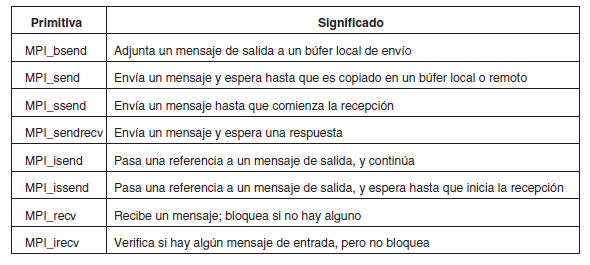 Primitiva Significado
MPI_bsend Adjunta un mensaje de salida a un búfer local de envío
MPI_send Envía un mensaje y espera hasta que es copiado en un búfer local o remoto
MPI_ssend Envía un mensaje hasta que comienza la recepción
MPI_sendrecv Envía un mensaje y espera una respuesta
MPI_isend Pasa una referencia a un mensaje de salida, y continúa
MPI_issend Pasa una referencia a un mensaje de salida, y espera hasta que inicia la recepción
MPI_recv Recibe un mensaje; bloquea si no hay alguno
MPI_irecv Verifica si hay algún mensaje de entrada, pero no bloquea